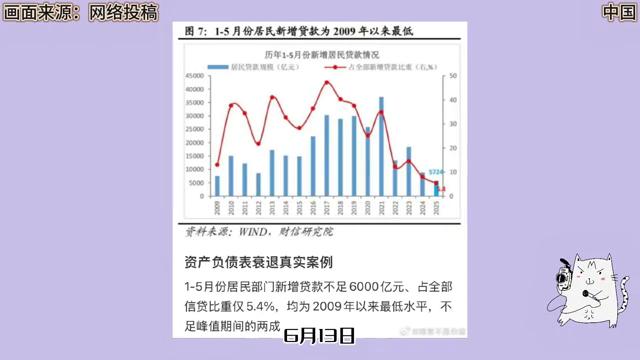 画面来源：网络投稿
中国
图 7：1-5 月份居民新增贷款为 2009 年以来最低
历年1-5月份新增居民贷款情况
居民贷款规模（亿元）
占全部新增贷款比重（右,%）
45000
40000
35000
30000
25000
20000
15000
10000
5000
0
50
40
30
20
10
0
5724
5.4
2009 2010 2011 2012 2013 2014 2015 2016 2017 2018 2019 2020 2021 2022 2023 2024 2025
资料来源：WIND，财信研究院
资产负债表衰退真实案例
1-5月份居民部门新增贷款不足6000亿元、占全部
信贷比重仅5.4%，均为2009年以来最低水平，不
足峰值期间的两成
6月13日